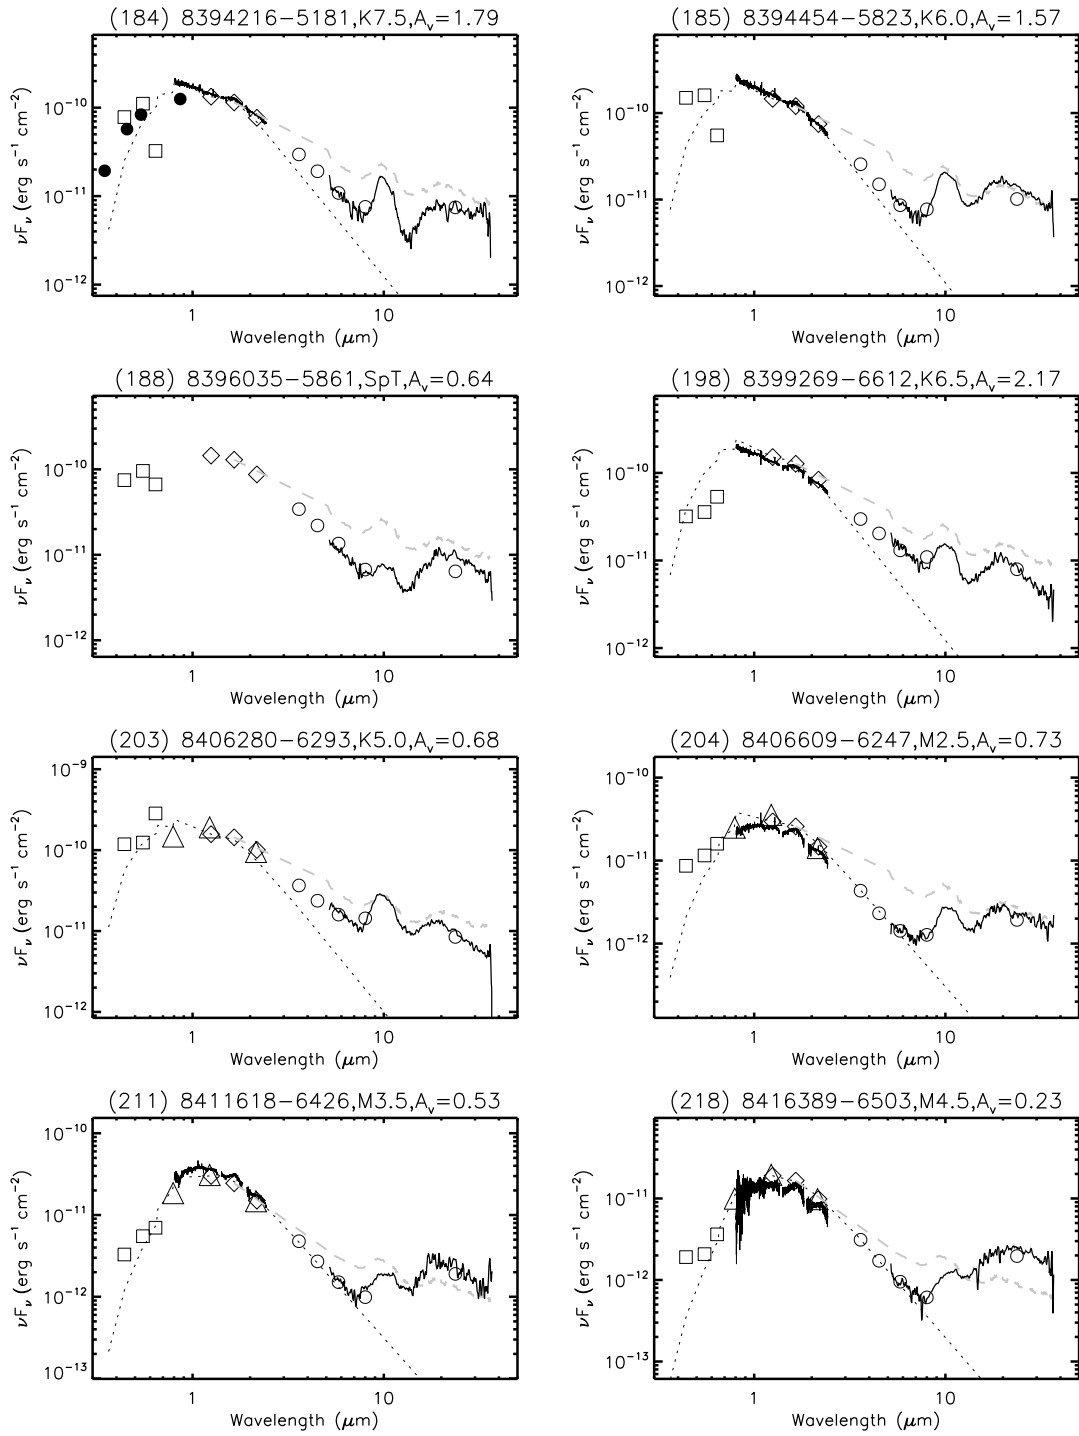 (184) 8394216−5181,K7.5,Aᵥ=1.79
νFᵥ (erg s⁻¹ cm⁻²)
10⁻¹⁰
10⁻¹¹
10⁻¹²
1 10
Wavelength (μm)
(185) 8394454−5823,K6.0,Aᵥ=1.57
νFᵥ (erg s⁻¹ cm⁻²)
10⁻¹⁰
10⁻¹¹
10⁻¹²
1 10
Wavelength (μm)
(188) 8396035−5861,SpT,Aᵥ=0.64
νFᵥ (erg s⁻¹ cm⁻²)
10⁻¹⁰
10⁻¹¹
10⁻¹²
1 10
Wavelength (μm)
(198) 8399269−6612,K6.5,Aᵥ=2.17
νFᵥ (erg s⁻¹ cm⁻²)
10⁻¹⁰
10⁻¹¹
10⁻¹²
1 10
Wavelength (μm)
(203) 8406280−6293,K5.0,Aᵥ=0.68
νFᵥ (erg s⁻¹ cm⁻²)
10⁻⁹
10⁻¹⁰
10⁻¹¹
10⁻¹²
1 10
Wavelength (μm)
(204) 8406609−6247,M2.5,Aᵥ=0.73
νFᵥ (erg s⁻¹ cm⁻²)
10⁻¹⁰
10⁻¹¹
10⁻¹²
1 10
Wavelength (μm)
(211) 8411618−6426,M3.5,Aᵥ=0.53
νFᵥ (erg s⁻¹ cm⁻²)
10⁻¹⁰
10⁻¹¹
10⁻¹²
10⁻¹³
1 10
Wavelength (μm)
(218) 8416389−6503,M4.5,Aᵥ=0.23
νFᵥ (erg s⁻¹ cm⁻²)
10⁻¹¹
10⁻¹²
10⁻¹³
1 10
Wavelength (μm)